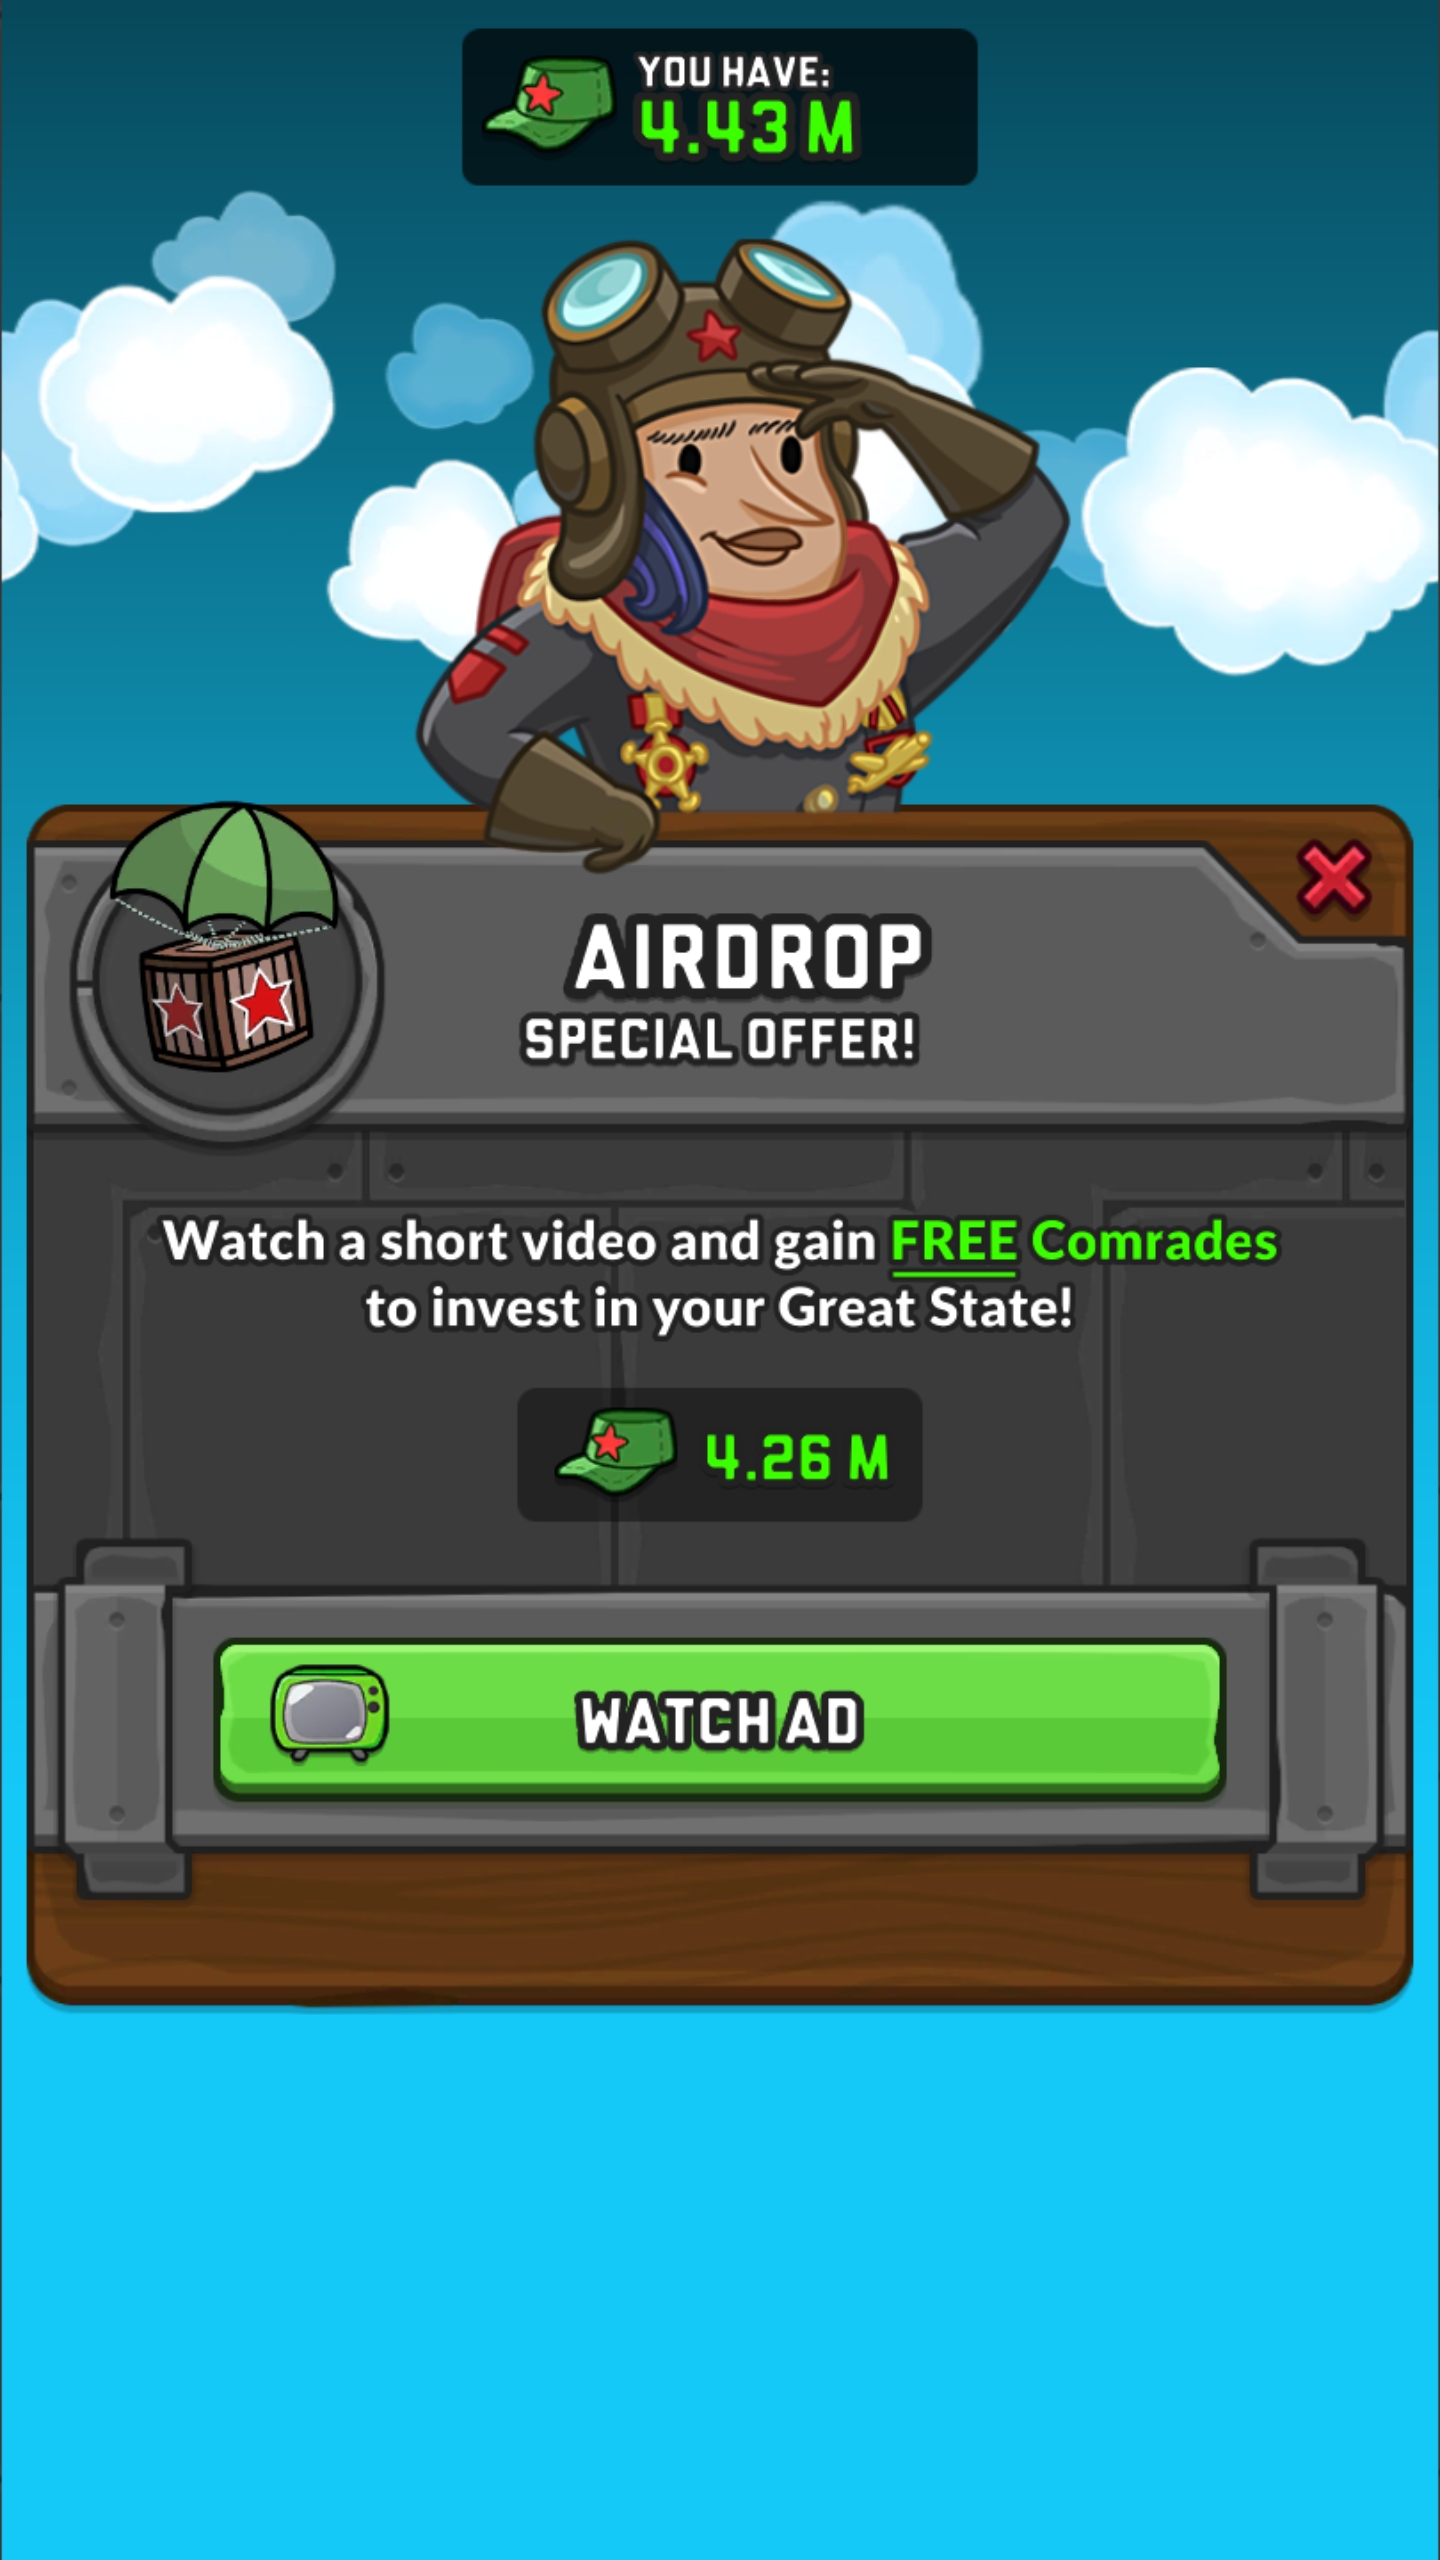 YOU HAVE:
4.43 M
AIRDROP
SPECIAL OFFER!
Watch a short video and gain FREE Comrades
to invest in your Great State!
4.26 M
WATCH AD